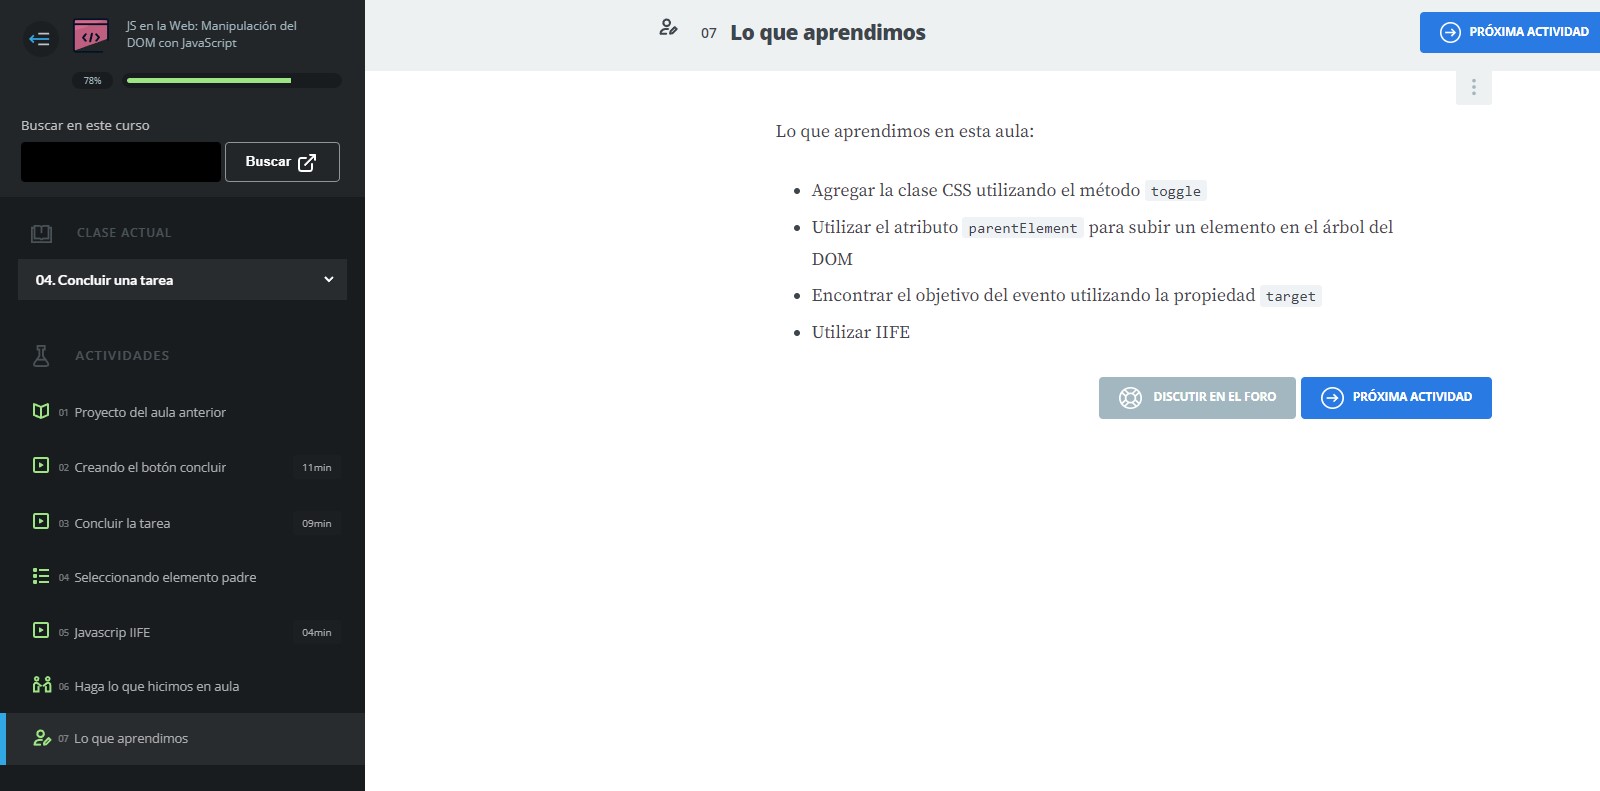 JS en la Web: Manipulación del
DOM con JavaScript
78%
Buscar en este curso
Buscar
CLASE ACTUAL
04. Concluir una tarea
ACTIVIDADES
01 Proyecto del aula anterior
02 Creando el botón concluir 11min
03 Concluir la tarea 09min
04 Seleccionando elemento padre
05 Javascrip IIFE 04min
06 Haga lo que hicimos en aula
07 Lo que aprendimos
07 Lo que aprendimos
PRÓXIMA ACTIVIDAD
Lo que aprendimos en esta aula:
• Agregar la clase CSS utilizando el método toggle
• Utilizar el atributo parentElement para subir un elemento en el árbol del
DOM
• Encontrar el objetivo del evento utilizando la propiedad target
• Utilizar IIFE
DISCUTIR EN EL FORO PRÓXIMA ACTIVIDAD